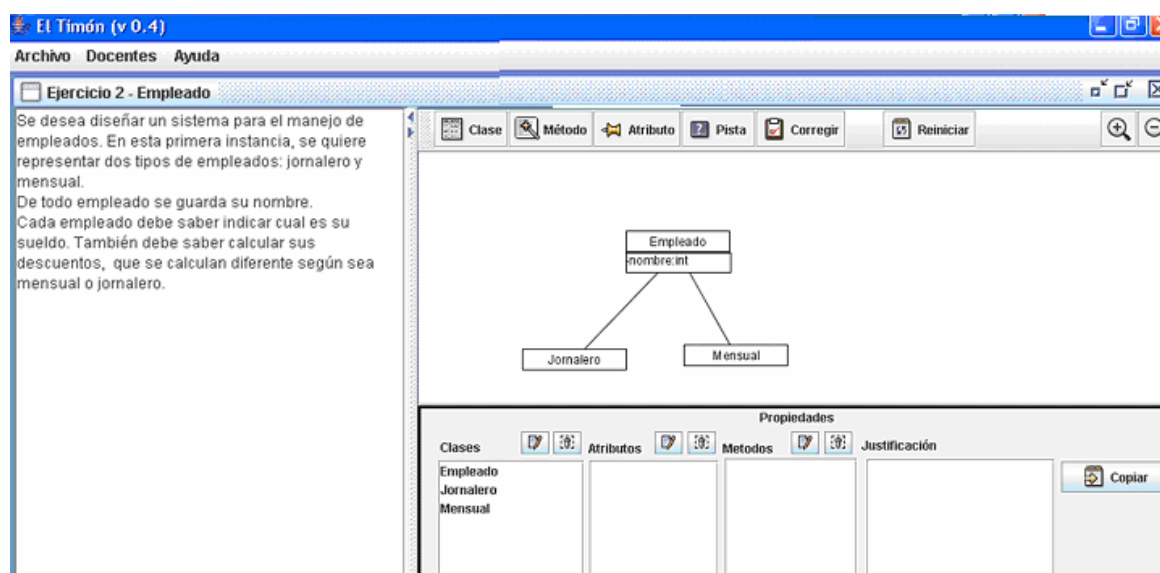 El Timón (v 0.4)
Archivo Docentes Ayuda
Ejercicio 2 - Empleado
Se desea diseñar un sistema para el manejo de
empleados. En esta primera instancia, se quiere
representar dos tipos de empleados: jornalero y
mensual.
De todo empleado se guarda su nombre.
Cada empleado debe saber indicar cual es su
sueldo. También debe saber calcular sus
descuentos, que se calculan diferente según sea
mensual o jornalero.
Clase Método Atributo Pista Corregir Reiniciar
Empleado
-nombre:int
Jornalero
Mensual
Propiedades
Clases Atributos Metodos Justificación
Empleado
Jornalero
Mensual
Copiar